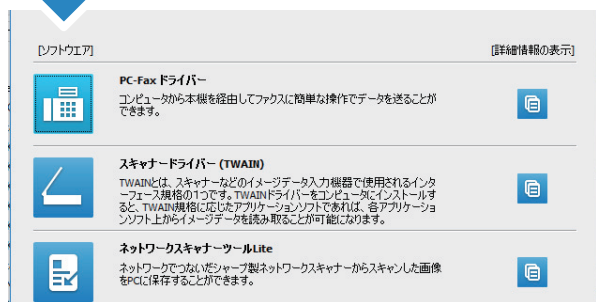 [ソフトウエア]
[詳細情報の表示]
PC-Fax ドライバー
コンピュータから本機を経由してファクスに簡単な操作でデータを送ることが
できます。
スキャナードライバー (TWAIN)
TWAINとは、スキャナーなどのイメージデータ入力機器で使用されるインタ
ーフェース規格の1つです。TWAINドライバーをコンピュータにインストールす
ると、TWAIN規格に応じたアプリケーションソフトであれば、各アプリケーショ
ンソフト上からイメージデータを読み取ることが可能になります。
ネットワークスキャナーツールLite
ネットワークでつないだシャープ製ネットワークスキャナーからスキャンした画像
をPCに保存することができます。